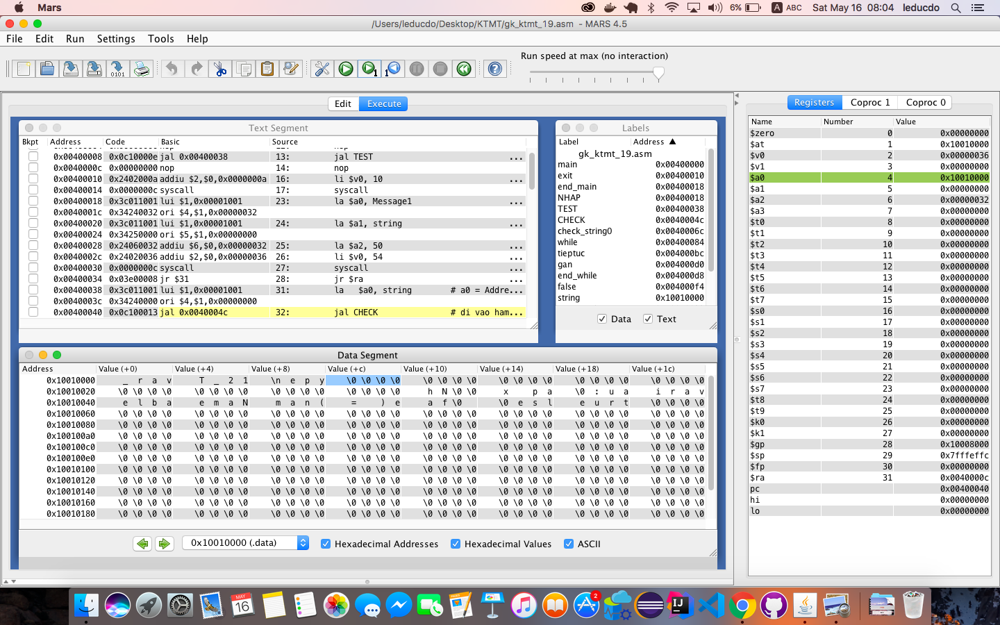 Mars 6% A ABC Sat May 16 08:04 leducdo
/Users/leducdo/Desktop/KTMT/gk_ktmt_19.asm - MARS 4.5
File Edit Run Settings Tools Help
Run speed at max (no interaction)
Edit Execute
Registers Coproc 1 Coproc 0
Text Segment
Bkpt Address Code Basic Source
0x00400008 0x0c10000e jal 0x00400038 13: jal TEST ...
0x0040000c 0x00000000 nop 14: nop
0x00400010 0x2402000a addiu $2,$0,0x0000000a 16: li $v0, 10 ...
0x00400014 0x0000000c syscall 17: syscall
0x00400018 0x3c011001 lui $1,0x00001001 23: la $a0, Message1 ...
0x0040001c 0x34240032 ori $4,$1,0x00000032
0x00400020 0x3c011001 lui $1,0x00001001 24: la $a1, string ...
0x00400024 0x34250000 ori $5,$1,0x00000000
0x00400028 0x24060032 addiu $6,$0,0x00000032 25: la $a2, 50 ...
0x0040002c 0x24020036 addiu $2,$0,0x00000036 26: li $v0, 54 ...
0x00400030 0x0000000c syscall 27: syscall ...
0x00400034 0x03e00008 jr $31 28: jr $ra ...
0x00400038 0x3c011001 lui $1,0x00001001 31: la $a0, string # a0 = Addre...
0x0040003c 0x34240000 ori $4,$1,0x00000000
0x00400040 0x0c100013 jal 0x0040004c 32: jal CHECK # di vao ham...
Labels
Label Address ▲
gk_ktmt_19.asm
main 0x00400000
exit 0x00400010
end_main 0x00400018
NHAP 0x00400018
TEST 0x00400038
CHECK 0x0040004c
check_string0 0x0040006c
while 0x00400084
tieptuc 0x004000bc
gan 0x004000d0
end_while 0x004000d8
false 0x004000f4
string 0x10010000
Data Text
Data Segment
Address Value (+0) Value (+4) Value (+8) Value (+c) Value (+10) Value (+14) Value (+18) Value (+1c)
0x10010000 _ r a v T _ 2 1 \n e p y \0 \0 \0 \0 \0 \0 \0 \0 \0 \0 \0 \0 \0 \0 \0 \0 \0 \0 \0 \0
0x10010020 \0 \0 \0 \0 \0 \0 \0 \0 \0 \0 \0 \0 \0 \0 \0 \0 h N \0 \0 x p a \0 : u a i r a v
0x10010040 e l b a e m a N m a n ( = ) e a f \0 \0 e s l e u r t \0 \0 \0 \0
0x10010060 \0 \0 \0 \0 \0 \0 \0 \0 \0 \0 \0 \0 \0 \0 \0 \0 \0 \0 \0 \0 \0 \0 \0 \0 \0 \0 \0 \0 \0 \0 \0 \0
0x10010080 \0 \0 \0 \0 \0 \0 \0 \0 \0 \0 \0 \0 \0 \0 \0 \0 \0 \0 \0 \0 \0 \0 \0 \0 \0 \0 \0 \0 \0 \0 \0 \0
0x100100a0 \0 \0 \0 \0 \0 \0 \0 \0 \0 \0 \0 \0 \0 \0 \0 \0 \0 \0 \0 \0 \0 \0 \0 \0 \0 \0 \0 \0 \0 \0 \0 \0
0x100100c0 \0 \0 \0 \0 \0 \0 \0 \0 \0 \0 \0 \0 \0 \0 \0 \0 \0 \0 \0 \0 \0 \0 \0 \0 \0 \0 \0 \0 \0 \0 \0 \0
0x100100e0 \0 \0 \0 \0 \0 \0 \0 \0 \0 \0 \0 \0 \0 \0 \0 \0 \0 \0 \0 \0 \0 \0 \0 \0 \0 \0 \0 \0 \0 \0 \0 \0
0x10010100 \0 \0 \0 \0 \0 \0 \0 \0 \0 \0 \0 \0 \0 \0 \0 \0 \0 \0 \0 \0 \0 \0 \0 \0 \0 \0 \0 \0 \0 \0 \0 \0
0x10010120 \0 \0 \0 \0 \0 \0 \0 \0 \0 \0 \0 \0 \0 \0 \0 \0 \0 \0 \0 \0 \0 \0 \0 \0 \0 \0 \0 \0 \0 \0 \0 \0
0x10010140 \0 \0 \0 \0 \0 \0 \0 \0 \0 \0 \0 \0 \0 \0 \0 \0 \0 \0 \0 \0 \0 \0 \0 \0 \0 \0 \0 \0 \0 \0 \0 \0
0x10010160 \0 \0 \0 \0 \0 \0 \0 \0 \0 \0 \0 \0 \0 \0 \0 \0 \0 \0 \0 \0 \0 \0 \0 \0 \0 \0 \0 \0 \0 \0 \0 \0
0x10010180 \0 \0 \0 \0 \0 \0 \0 \0 \0 \0 \0 \0 \0 \0 \0 \0 \0 \0 \0 \0 \0 \0 \0 \0 \0 \0 \0 \0 \0 \0 \0 \0
0x10010000 (.data) Hexadecimal Addresses Hexadecimal Values ASCII
Name Number Value
$zero 0 0x00000000
$at 1 0x10010000
$v0 2 0x00000036
$v1 3 0x00000000
$a0 4 0x10010000
$a1 5 0x00000000
$a2 6 0x00000032
$a3 7 0x00000000
$t0 8 0x00000000
$t1 9 0x00000000
$t2 10 0x00000000
$t3 11 0x00000000
$t4 12 0x00000000
$t5 13 0x00000000
$t6 14 0x00000000
$t7 15 0x00000000
$s0 16 0x00000000
$s1 17 0x00000000
$s2 18 0x00000000
$s3 19 0x00000000
$s4 20 0x00000000
$s5 21 0x00000000
$s6 22 0x00000000
$s7 23 0x00000000
$t8 24 0x00000000
$t9 25 0x00000000
$k0 26 0x00000000
$k1 27 0x00000000
$gp 28 0x10008000
$sp 29 0x7fffeffc
$fp 30 0x00000000
$ra 31 0x0040000c
pc 0x00400040
hi 0x00000000
lo 0x00000000
MAY
16
2
IJ